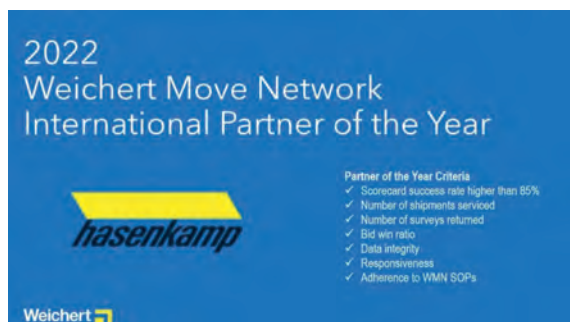 2022
Weichert Move Network
International Partner of the Year
hasenkamp
Partner of the Year Criteria
✓ Scorecard success rate higher than 85%
✓ Number of shipments serviced
✓ Number of surveys returned
✓ Bid win ratio
✓ Data integrity
✓ Responsiveness
✓ Adherence to WMN SOPs
Weichert